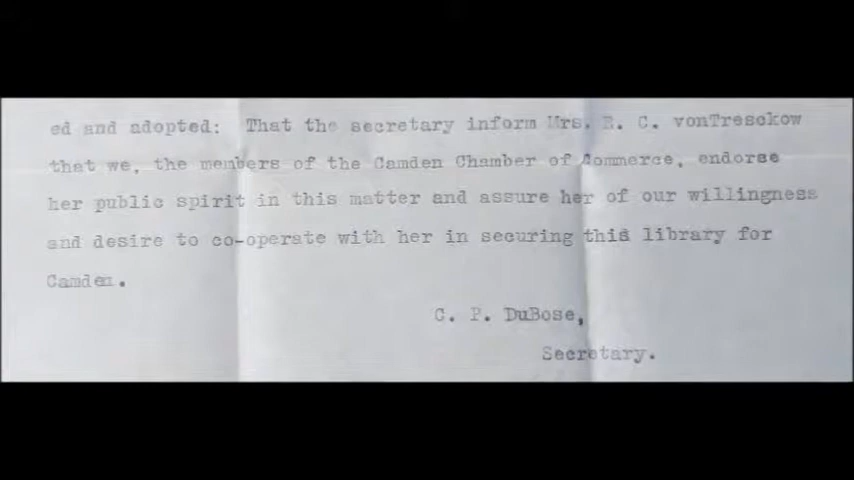 ed and adopted: That the secretary inform Mrs. E. C. vonTresckow
that we, the members of the Camden Chamber of Commerce, endorse
her public spirit in this matter and assure her of our willingness
and desire to co-operate with her in securing this library for
Camden.
C. P. DuBose,
Secretary.